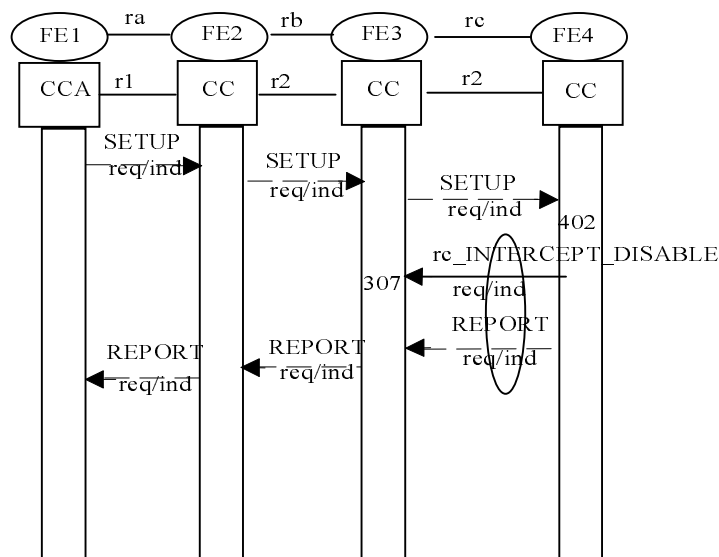 FE1 ra FE2 rb FE3 rc FE4
CCA r1 CC r2 CC r2 CC
SETUP
req/ind
SETUP
req/ind
SETUP
req/ind
402
rc_INTERCEPT_DISABLE
307
req/ind
REPORT
req/ind
REPORT
req/ind
REPORT
req/ind